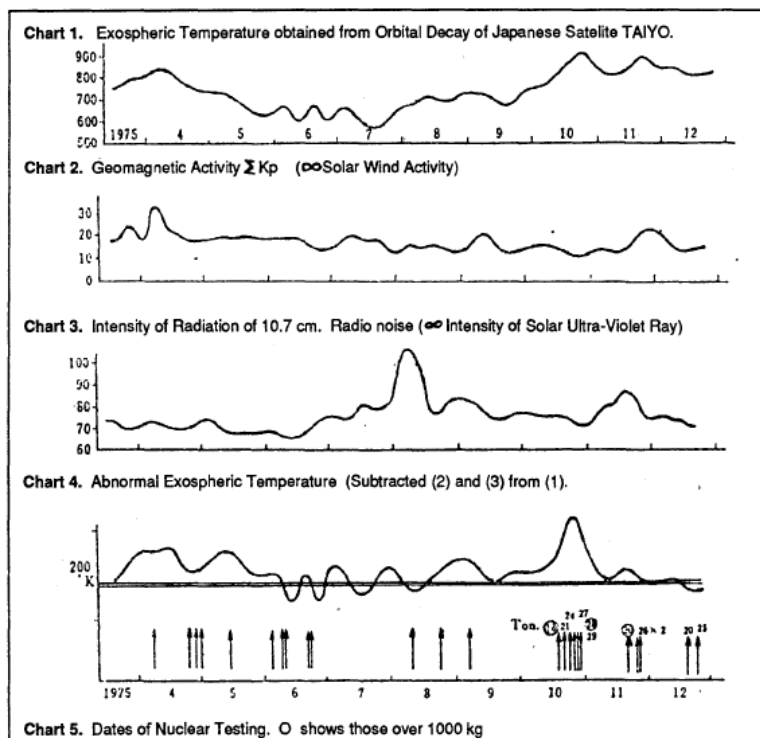 Chart 1. Exospheric Temperature obtained from Orbital Decay of Japanese Satelite TAIYO.
900
800
700
600
500
1975 4 5 6 7 8 9 10 11 12
Chart 2. Geomagnetic Activity Σ Kp (∞Solar Wind Activity)
30
20
10
0
Chart 3. Intensity of Radiation of 10.7 cm. Radio noise (∞ Intensity of Solar Ultra-Violet Ray)
100
90
80
70
60
Chart 4. Abnormal Exospheric Temperature (Subtracted (2) and (3) from (1).
200
°K
24 27
Ton. 21 29 26 × 2 20 25
1975 4 5 6 7 8 9 10 11 12
Chart 5. Dates of Nuclear Testing. O shows those over 1000 kg